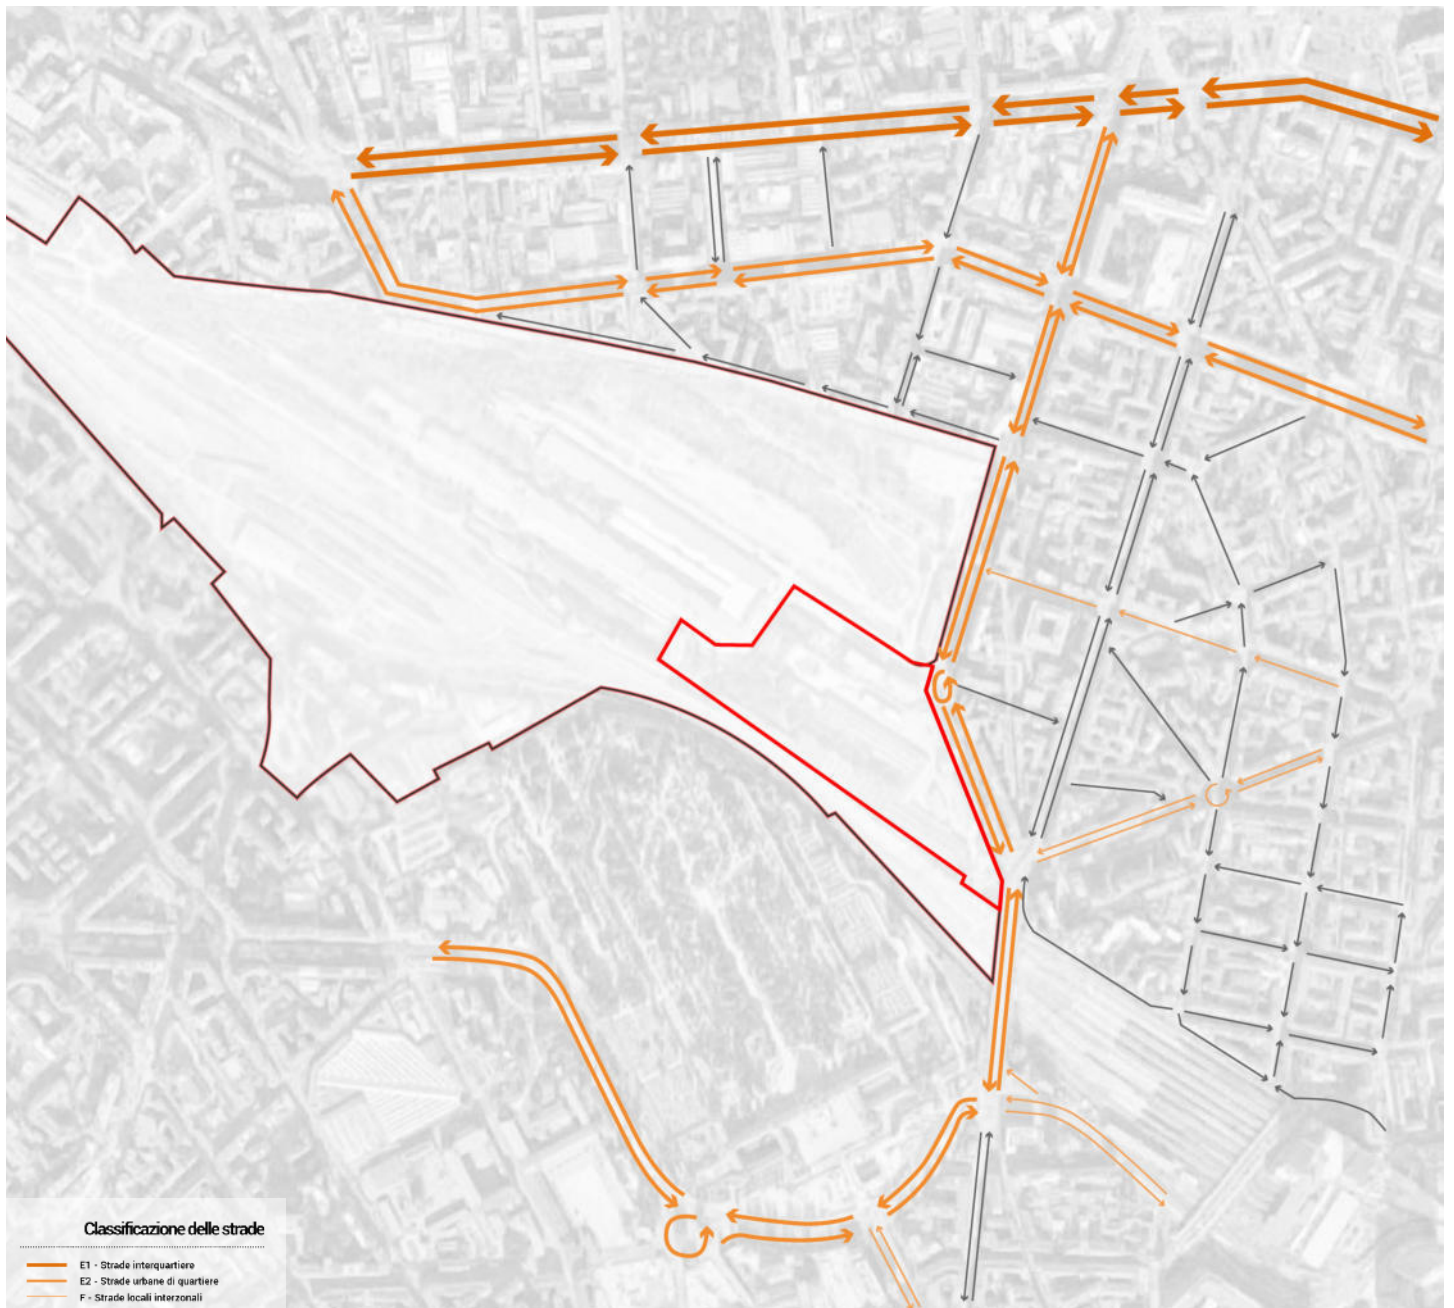 Classificazione delle strade
E1 - Strade interquartiere
E2 - Strade urbane di quartiere
F - Strade locali interzonali